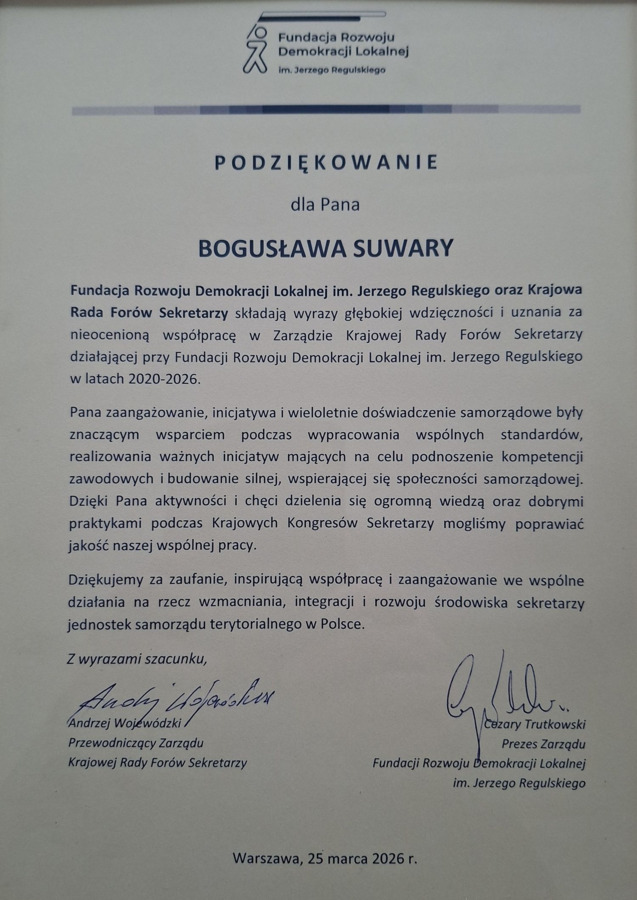 Fundacja Rozwoju
Demokracji Lokalnej
im. Jerzego Regulskiego
PODZIĘKOWANIE
dla Pana
BOGUSŁAWA SUWARY
Fundacja Rozwoju Demokracji Lokalnej im. Jerzego Regulskiego oraz Krajowa
Rada Forów Sekretarzy składają wyrazy głębokiej wdzięczności i uznania za
nieocenioną współpracę w Zarządzie Krajowej Rady Forów Sekretarzy
działającej przy Fundacji Rozwoju Demokracji Lokalnej im. Jerzego Regulskiego
w latach 2020-2026.
Pana zaangażowanie, inicjatywa i wieloletnie doświadczenie samorządowe były
znaczącym wsparciem podczas wypracowania wspólnych standardów,
realizowania ważnych inicjatyw mających na celu podnoszenie kompetencji
zawodowych i budowanie silnej, wspierającej się społeczności samorządowej.
Dzięki Pana aktywności i chęci dzielenia się ogromną wiedzą oraz dobrymi
praktykami podczas Krajowych Kongresów Sekretarzy mogliśmy poprawiać
jakość naszej wspólnej pracy.
Dziękujemy za zaufanie, inspirującą współpracę i zaangażowanie we wspólne
działania na rzecz wzmacniania, integracji i rozwoju środowiska sekretarzy
jednostek samorządu terytorialnego w Polsce.
Z wyrazami szacunku,
Andrzej Wojewódzki
Przewodniczący Zarządu
Krajowej Rady Forów Sekretarzy
Cezary Trutkowski
Prezes Zarządu
Fundacji Rozwoju Demokracji Lokalnej
im. Jerzego Regulskiego
Warszawa, 25 marca 2026 r.